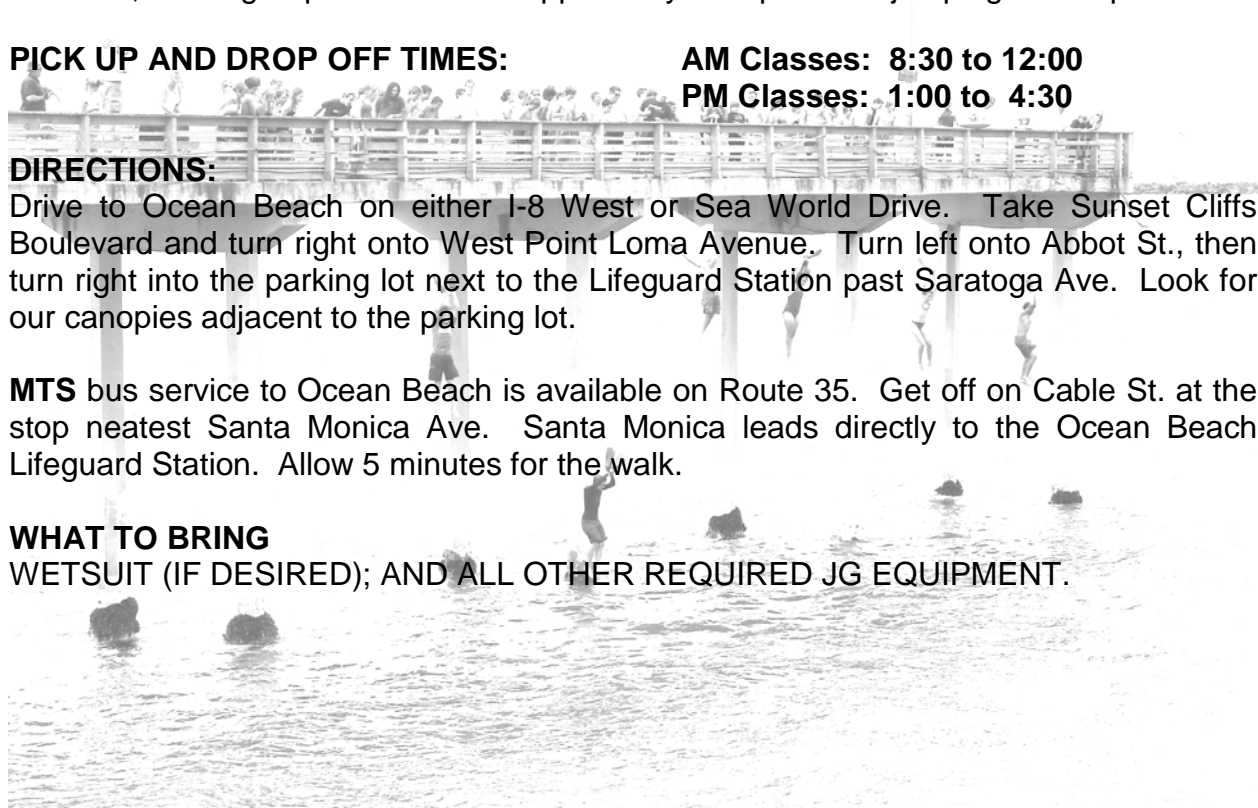 PICK UP AND DROP OFF TIMES: AM Classes: 8:30 to 12:00
PM Classes: 1:00 to 4:30
DIRECTIONS:
Drive to Ocean Beach on either I-8 West or Sea World Drive. Take Sunset Cliffs
Boulevard and turn right onto West Point Loma Avenue. Turn left onto Abbot St., then
turn right into the parking lot next to the Lifeguard Station past Saratoga Ave. Look for
our canopies adjacent to the parking lot.
MTS bus service to Ocean Beach is available on Route 35. Get off on Cable St. at the
stop neatest Santa Monica Ave. Santa Monica leads directly to the Ocean Beach
Lifeguard Station. Allow 5 minutes for the walk.
WHAT TO BRING
WETSUIT (IF DESIRED); AND ALL OTHER REQUIRED JG EQUIPMENT.